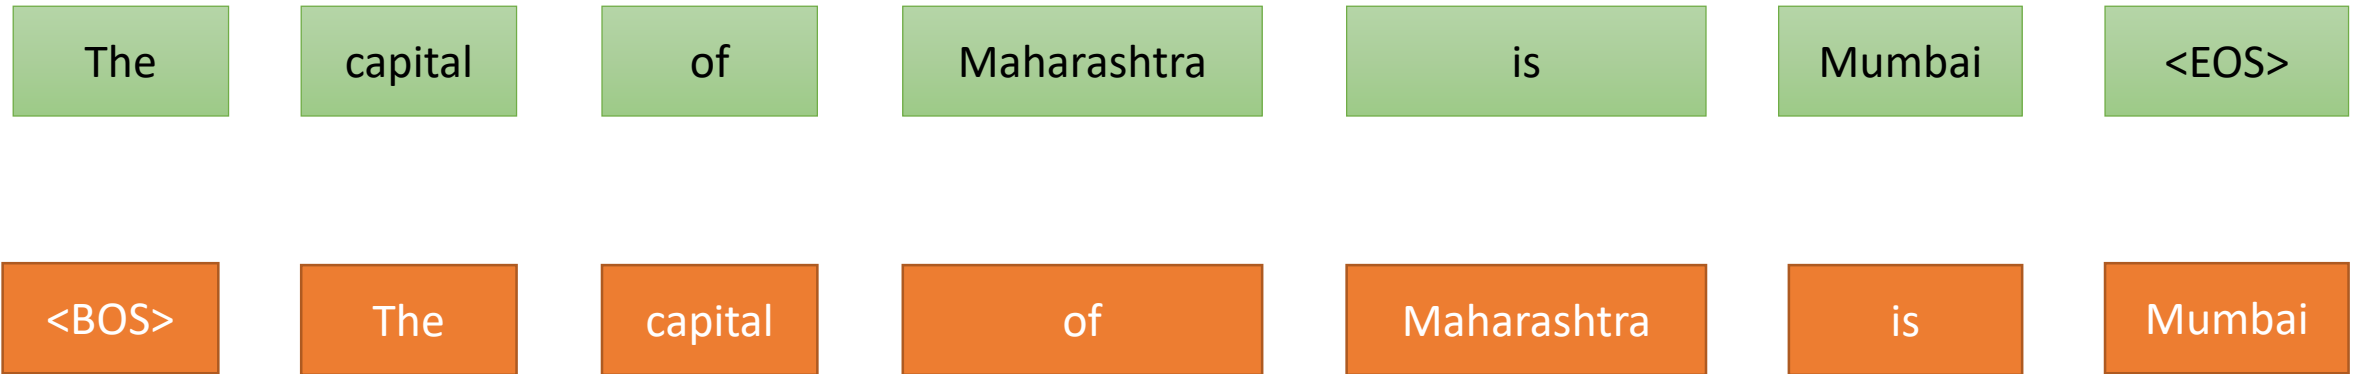 The capital of Maharashtra is Mumbai <EOS>
<BOS> The capital of Maharashtra is Mumbai